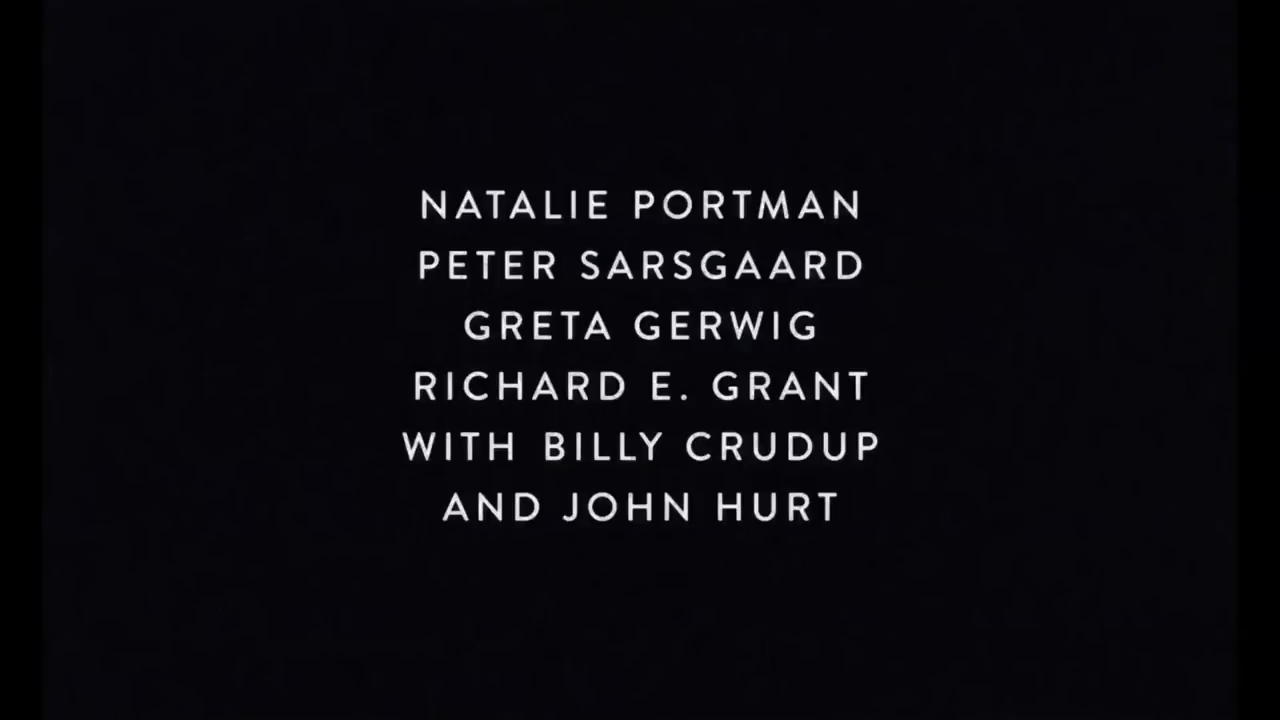 NATALIE PORTMAN
PETER SARSGAARD
GRETA GERWIG
RICHARD E. GRANT
WITH BILLY CRUDUP
AND JOHN HURT